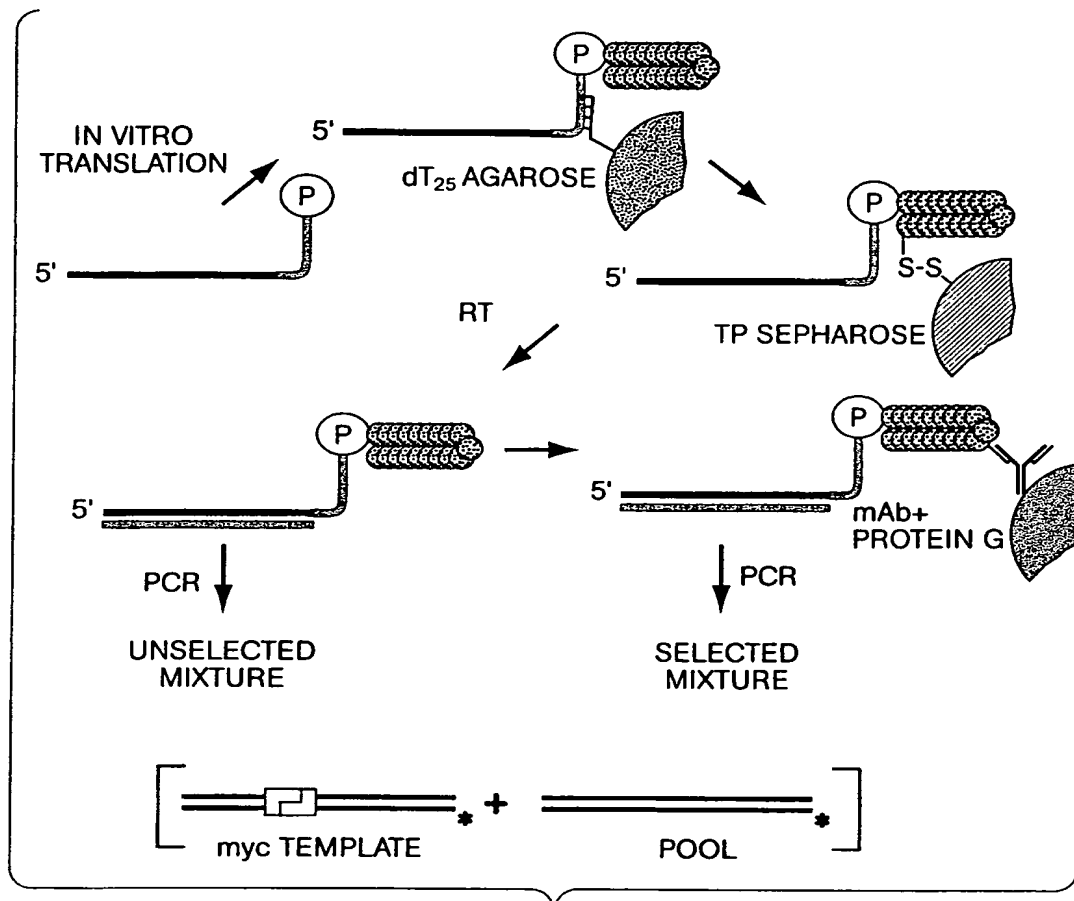 P
5'
IN VITRO
TRANSLATION
dT₂₅ AGAROSE
P
5'
P
S-S
5'
TP SEPHAROSE
RT
P
5'
P
5'
mAb+
PROTEIN G
PCR
UNSELECTED
MIXTURE
PCR
SELECTED
MIXTURE
+
*
*
myc TEMPLATE
POOL